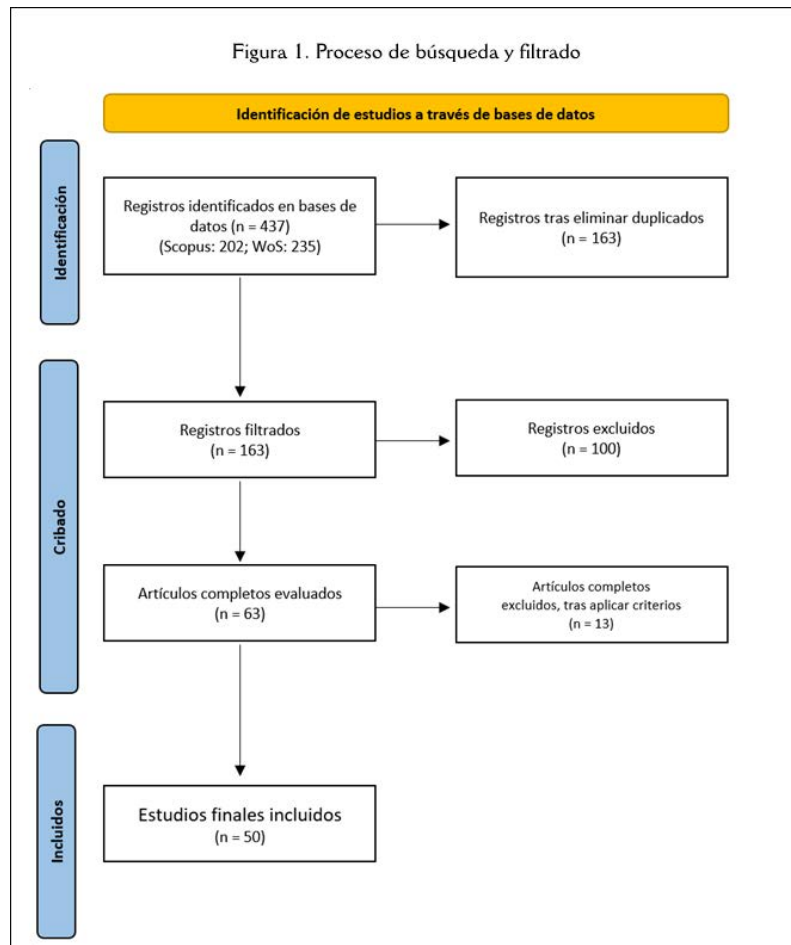 Figura 1. Proceso de búsqueda y filtrado
Identificación de estudios a través de bases de datos
Identificación
Registros identificados en bases de
datos (n = 437)
(Scopus: 202; WoS: 235)
Registros tras eliminar duplicados
(n = 163)
Cribado
Registros filtrados
(n = 163)
Registros excluidos
(n = 100)
Artículos completos evaluados
(n = 63)
Artículos completos
excluidos, tras aplicar criterios
(n = 13)
Incluidos
Estudios finales incluidos
(n = 50)